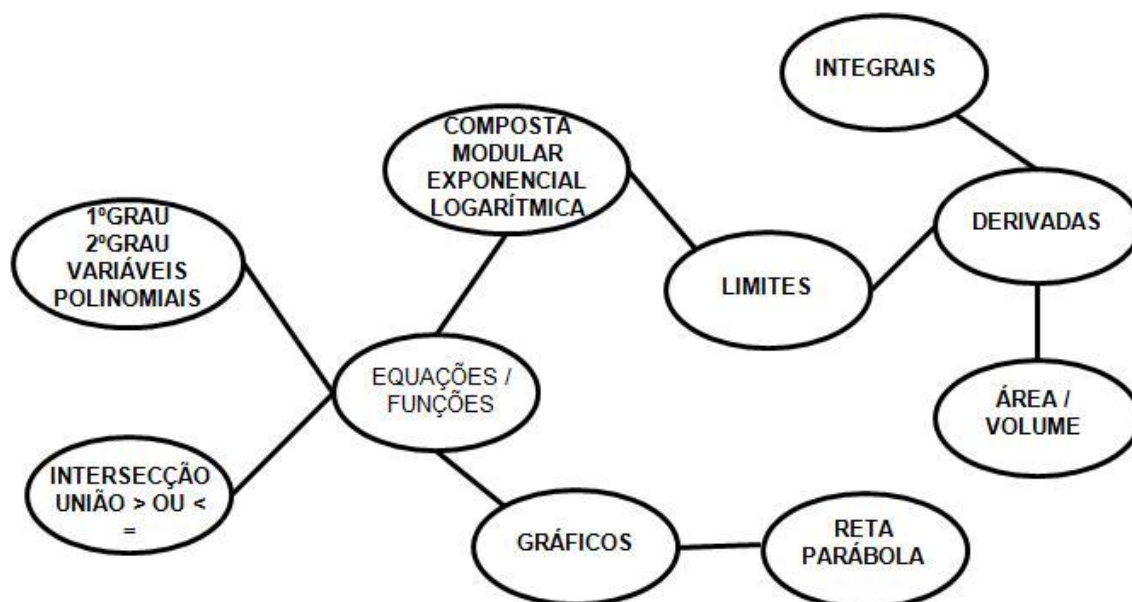 INTEGRAIS
COMPOSTA
MODULAR
EXPONENCIAL
LOGARÍTMICA
1ºGRAU
2ºGRAU
VARIÁVEIS
POLINOMIAIS
DERIVADAS
LIMITES
EQUAÇÕES /
FUNÇÕES
ÁREA /
VOLUME
INTERSECÇÃO
UNIÃO > OU <
=
GRÁFICOS
RETA
PARÁBOLA